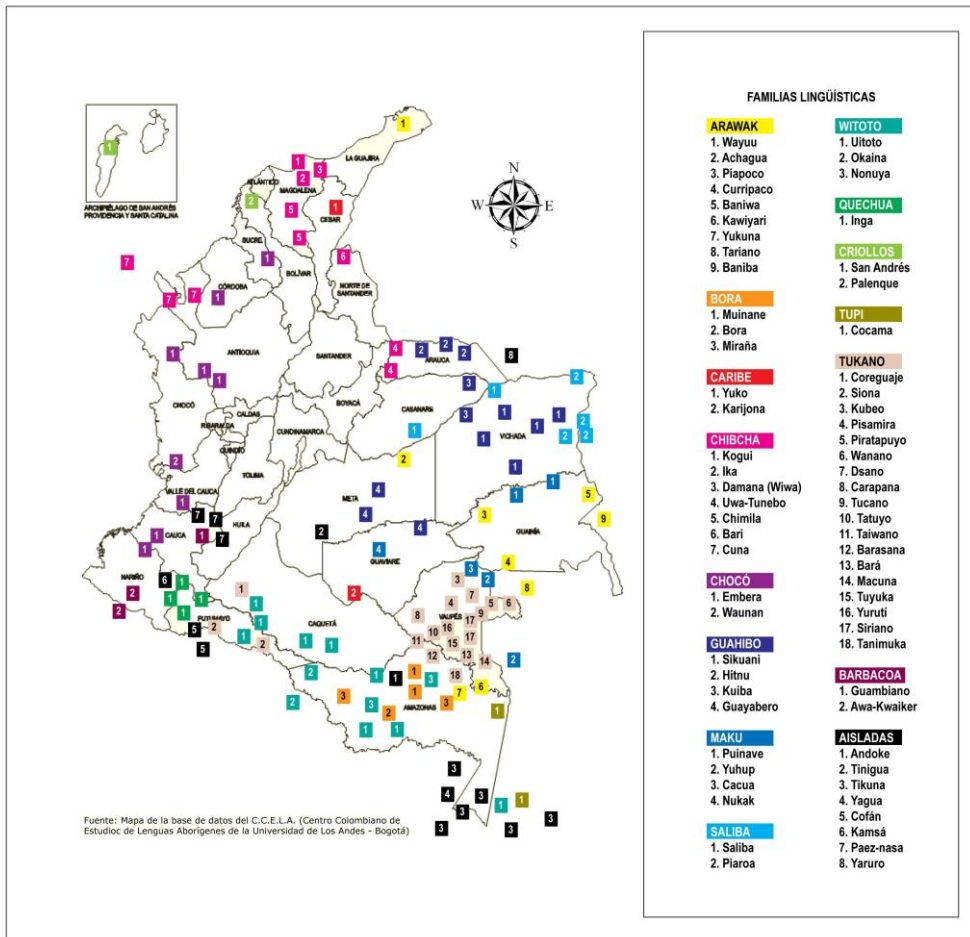 ARCHIPIÉLAGO DE SAN ANDRÉS
PROVIDENCIA Y SANTA CATALINA
LA GUAJIRA
ATLÁNTICO
MAGDALENA
CESAR
SUCRE
BOLÍVAR
CÓRDOBA
NORTE DE
SANTANDER
ANTIOQUIA
SANTANDER
ARAUCA
CHOCÓ
BOYACÁ
CASANARE
CALDAS
RISARALDA
CUNDINAMARCA
VICHADA
QUINDÍO
TOLIMA
VALLE DEL CAUCA
META
HUILA
GUAINÍA
CAUCA
GUAVIARE
NARIÑO
PUTUMAYO
CAQUETÁ
VAUPÉS
AMAZONAS
N
W
E
S
Fuente: Mapa de la base de datos del C.C.E.L.A. (Centro Colombiano de
Estudioc de Lenguas Aborígenes de la Universidad de Los Andes - Bogotá)
FAMILIAS LINGÜÍSTICAS
ARAWAK
1. Wayuu
2. Achagua
3. Piapoco
4. Curripaco
5. Baniwa
6. Kawiyari
7. Yukuna
8. Tariano
9. Baniba
BORA
1. Muinane
2. Bora
3. Miraña
CARIBE
1. Yuko
2. Karijona
CHIBCHA
1. Kogui
2. Ika
3. Damana (Wiwa)
4. Uwa-Tunebo
5. Chimila
6. Bari
7. Cuna
CHOCÓ
1. Embera
2. Waunan
GUAHIBO
1. Sikuani
2. Hitnu
3. Kuiba
4. Guayabero
MAKU
1. Puinave
2. Yuhup
3. Cacua
4. Nukak
SALIBA
1. Saliba
2. Piaroa
WITOTO
1. Uitoto
2. Okaina
3. Nonuya
QUECHUA
1. Inga
CRIOLLOS
1. San Andrés
2. Palenque
TUPI
1. Cocama
TUKANO
1. Coreguaje
2. Siona
3. Kubeo
4. Pisamira
5. Piratapuyo
6. Wanano
7. Dsano
8. Carapana
9. Tucano
10. Tatuyo
11. Taiwano
12. Barasana
13. Bará
14. Macuna
15. Tuyuka
16. Yurutí
17. Siriano
18. Tanimuka
BARBACOA
1. Guambiano
2. Awa-Kwaiker
AISLADAS
1. Andoke
2. Tinigua
3. Tikuna
4. Yagua
5. Cofán
6. Kamsá
7. Paez-nasa
8. Yaruro